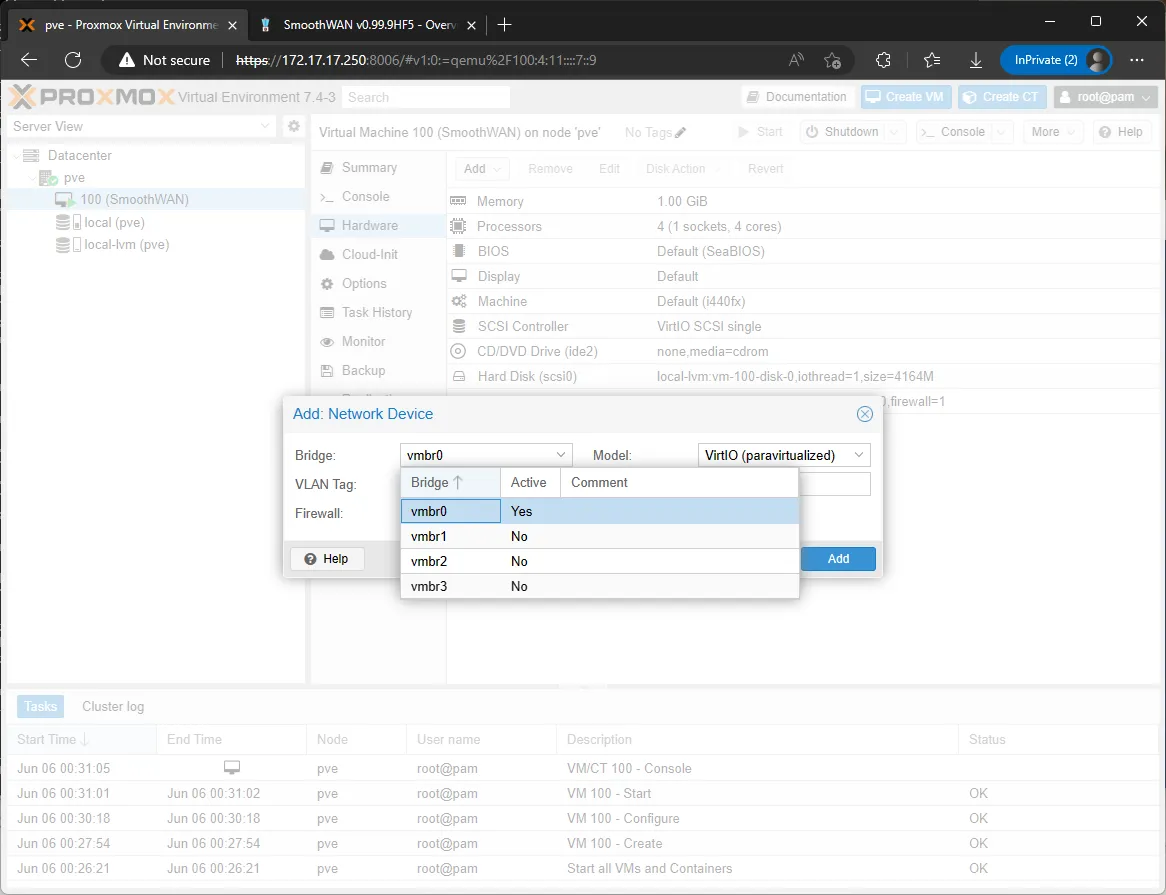 pve - Proxmox Virtual Environme
SmoothWAN v0.99.9HF5 - Overv
Not secure
https://172.17.17.250:8006/#v1:0:=qemu%2F100:4:11::::7::9
InPrivate (2)
PROXMOX Virtual Environment 7.4-3
Search
Documentation
Create VM
Create CT
root@pam
Server View
Virtual Machine 100 (SmoothWAN) on node 'pve'
No Tags
Start
Shutdown
Console
More
Help
Datacenter
pve
100 (SmoothWAN)
local (pve)
local-lvm (pve)
Summary
Console
Hardware
Cloud-Init
Options
Task History
Monitor
Backup
Add
Remove
Edit
Disk Action
Revert
Memory 1.00 GiB
Processors 4 (1 sockets, 4 cores)
BIOS Default (SeaBIOS)
Display Default
Machine Default (i440fx)
SCSI Controller VirtIO SCSI single
CD/DVD Drive (ide2) none,media=cdrom
Hard Disk (scsi0) local-lvm:vm-100-disk-0,iothread=1,size=4164M
,firewall=1
Add: Network Device
Bridge: vmbr0
Model: VirtIO (paravirtualized)
VLAN Tag:
Firewall:
Bridge Active Comment
vmbr0 Yes
vmbr1 No
vmbr2 No
vmbr3 No
Help
Add
Tasks
Cluster log
Start Time End Time Node User name Description Status
Jun 06 00:31:05 pve root@pam VM/CT 100 - Console
Jun 06 00:31:01 Jun 06 00:31:02 pve root@pam VM 100 - Start OK
Jun 06 00:30:18 Jun 06 00:30:18 pve root@pam VM 100 - Configure OK
Jun 06 00:27:54 Jun 06 00:27:54 pve root@pam VM 100 - Create OK
Jun 06 00:26:21 Jun 06 00:26:21 pve root@pam Start all VMs and Containers OK